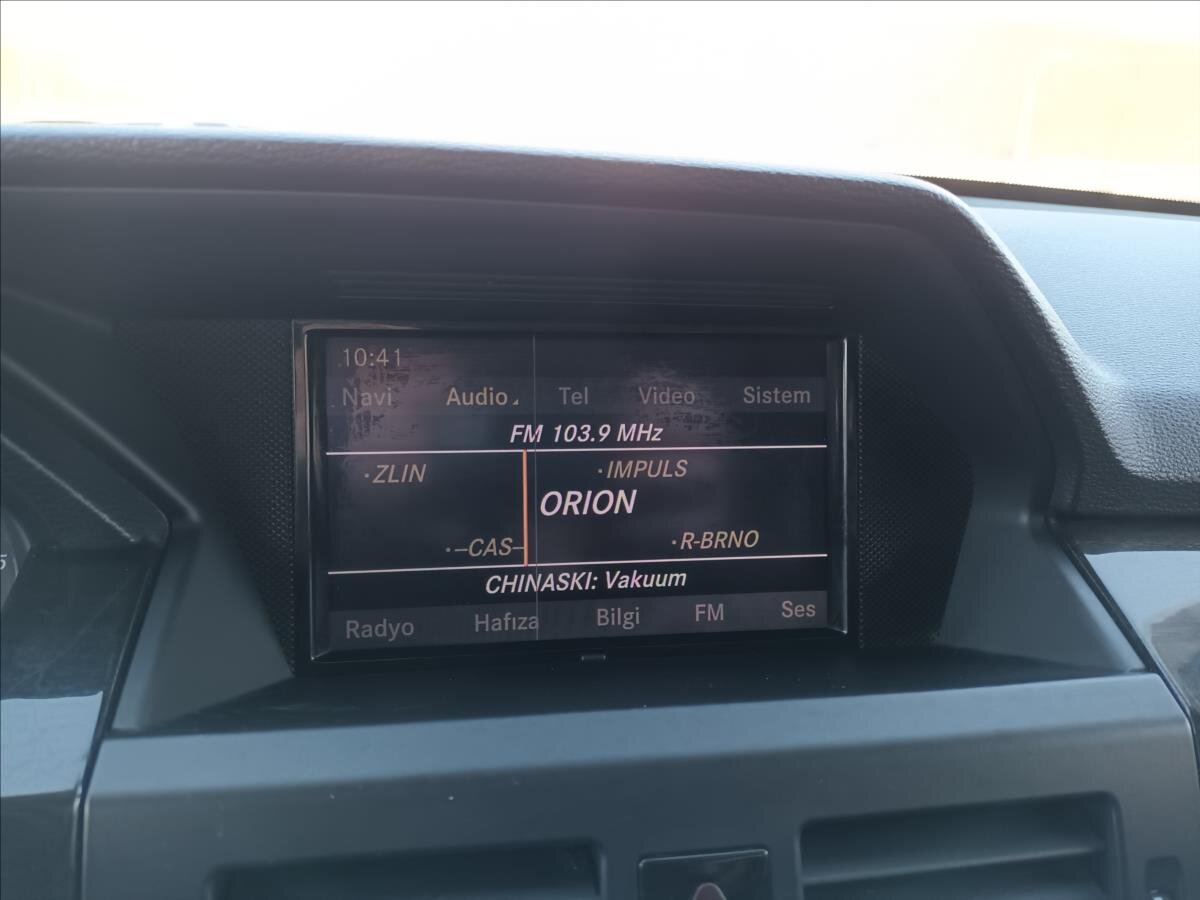 10:41
Navi Audio Tel Video Sistem
FM 103.9 MHz
·ZLIN ·IMPULS
ORION
·–CAS– ·R-BRNO
CHINASKI: Vakuum
Radyo Hafıza Bilgi FM Ses
5